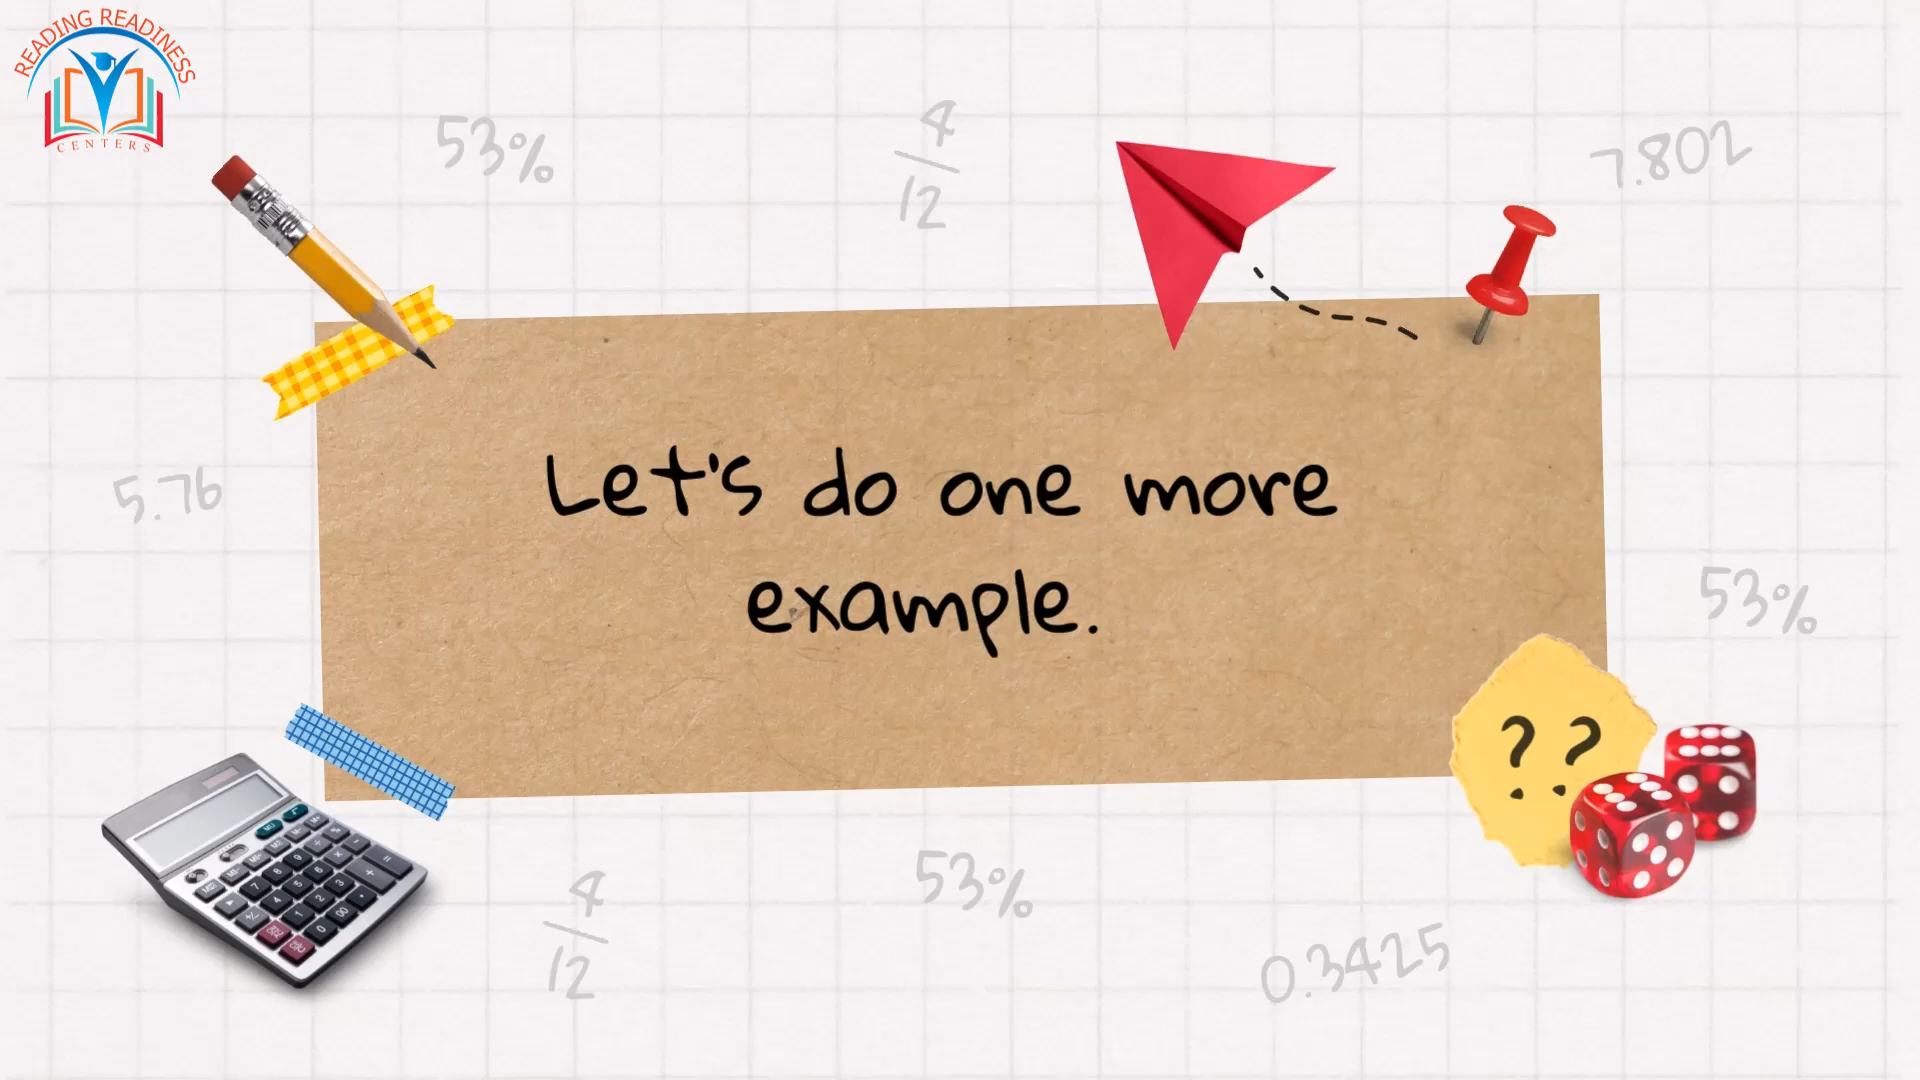 READING READINESS
CENTERS
53%
4
12
7.802
Let's do one more
example.
5.76
53%
? ?
4
12
53%
0.3425